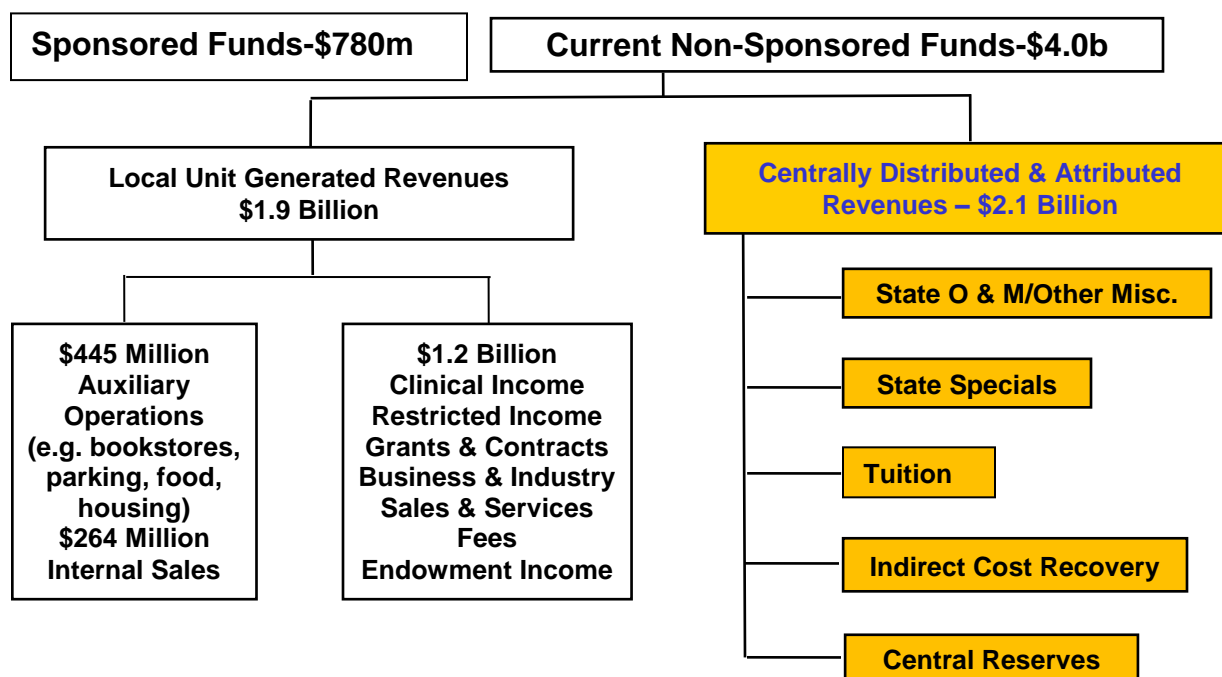 Sponsored Funds-$780m
Current Non-Sponsored Funds-$4.0b
Local Unit Generated Revenues
$1.9 Billion
Centrally Distributed & Attributed
Revenues – $2.1 Billion
$445 Million
Auxiliary
Operations
(e.g. bookstores,
parking, food,
housing)
$264 Million
Internal Sales
$1.2 Billion
Clinical Income
Restricted Income
Grants & Contracts
Business & Industry
Sales & Services
Fees
Endowment Income
State O & M/Other Misc.
State Specials
Tuition
Indirect Cost Recovery
Central Reserves